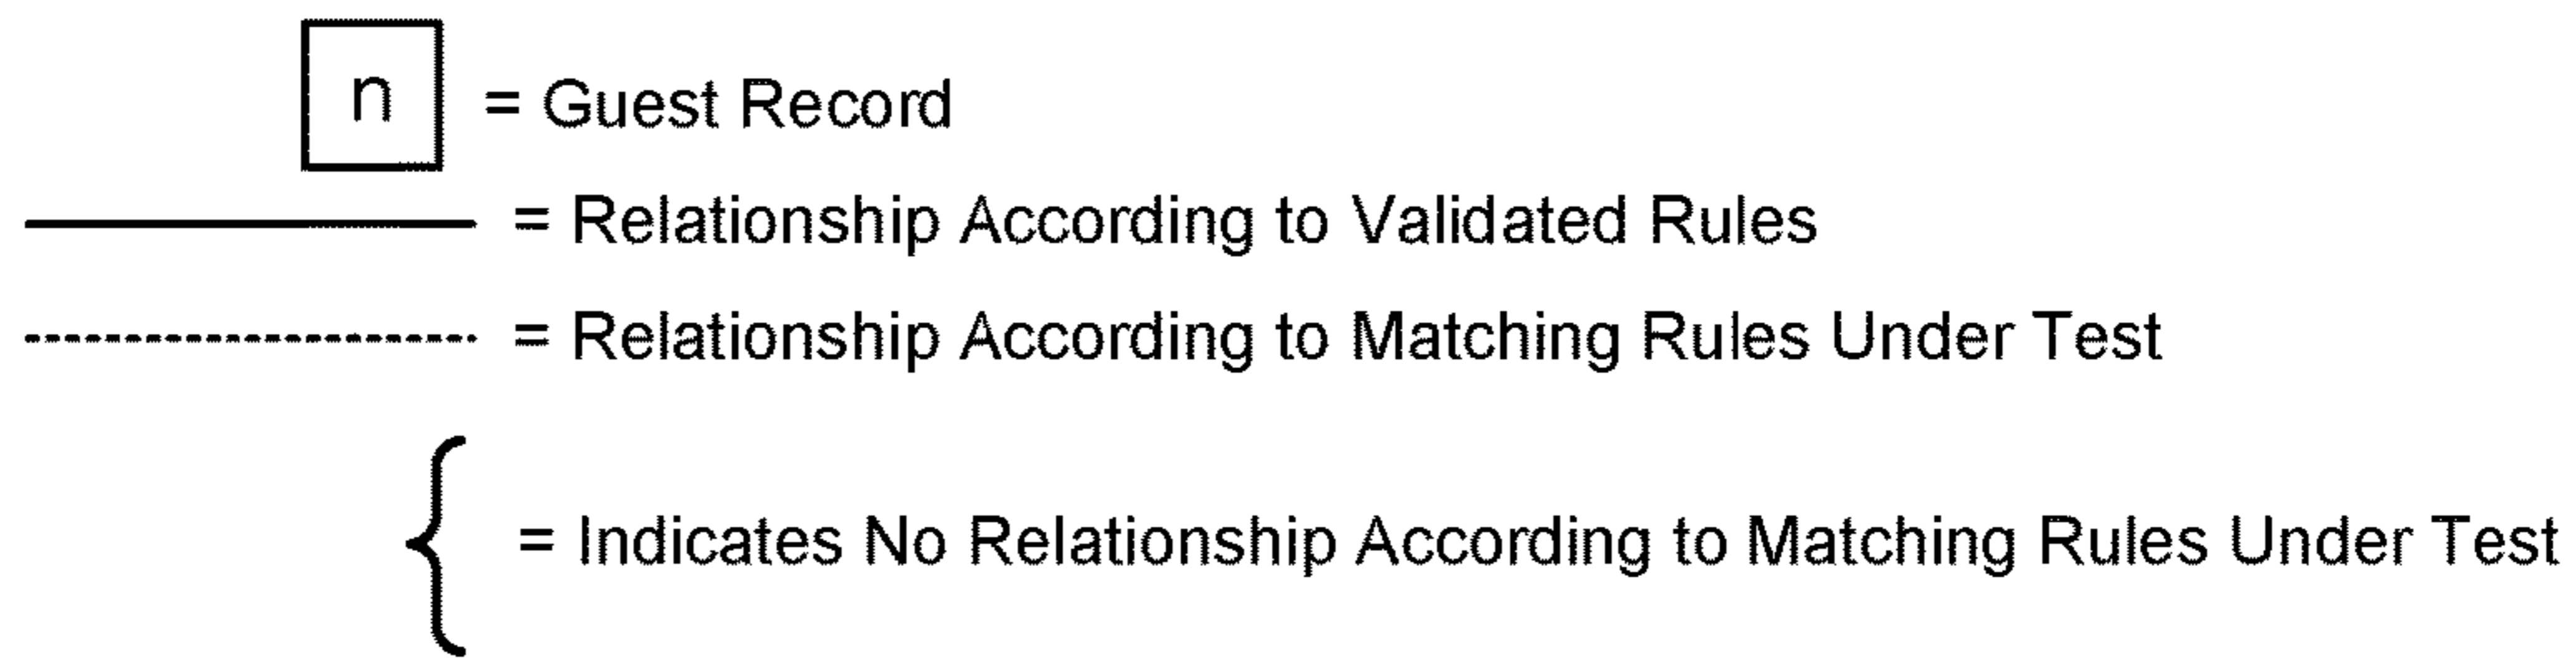 n = Guest Record
= Relationship According to Validated Rules
= Relationship According to Matching Rules Under Test
= Indicates No Relationship According to Matching Rules Under Test